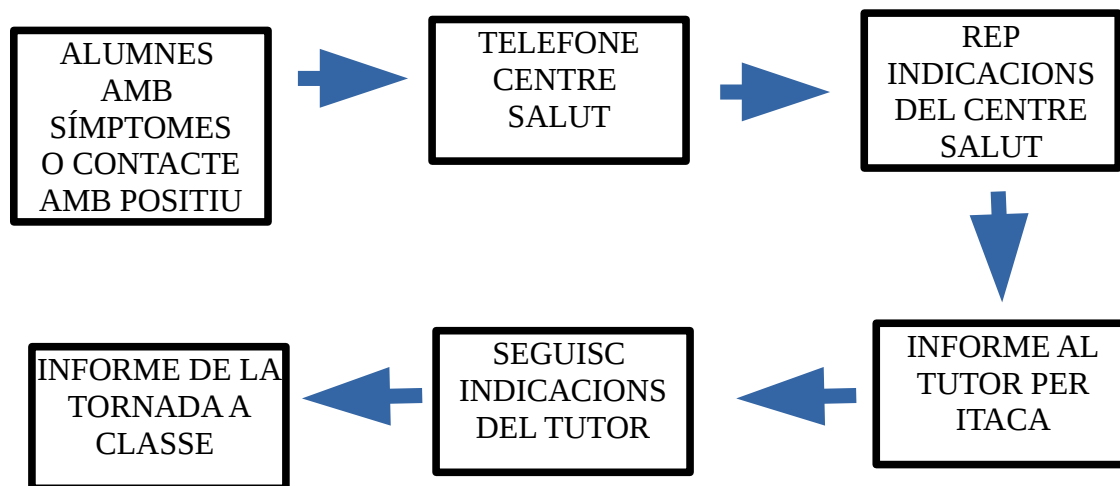 ALUMNES
AMB
SÍMPTOMES
O CONTACTE
AMB POSITIU
TELEFONE
CENTRE
SALUT
REP
INDICACIONS
DEL CENTRE
SALUT
INFORME AL
TUTOR PER
ITACA
SEGUISC
INDICACIONS
DEL TUTOR
INFORME DE LA
TORNADA A
CLASSE